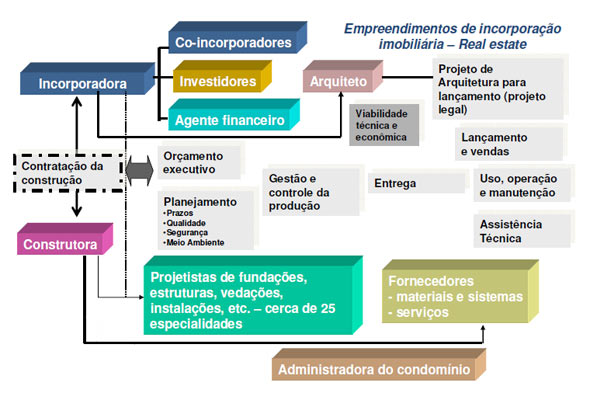 Empreendimentos de incorporação
imobiliária – Real estate
Co-incorporadores
Incorporadora
Investidores
Arquiteto
Agente financeiro
Projeto de
Arquitetura para
lançamento (projeto
legal)
Viabilidade
técnica e
econômica
Lançamento
e vendas
Contratação da
construção
Orçamento
executivo
Gestão e
controle da
produção
Entrega
Uso, operação
e manutenção
Planejamento
•Prazos
•Qualidade
•Segurança
•Meio Ambiente
Assistência
Técnica
Construtora
Projetistas de fundações,
estruturas, vedações,
instalações, etc. – cerca de 25
especialidades
Fornecedores
- materiais e sistemas
- serviços
Administradora do condomínio